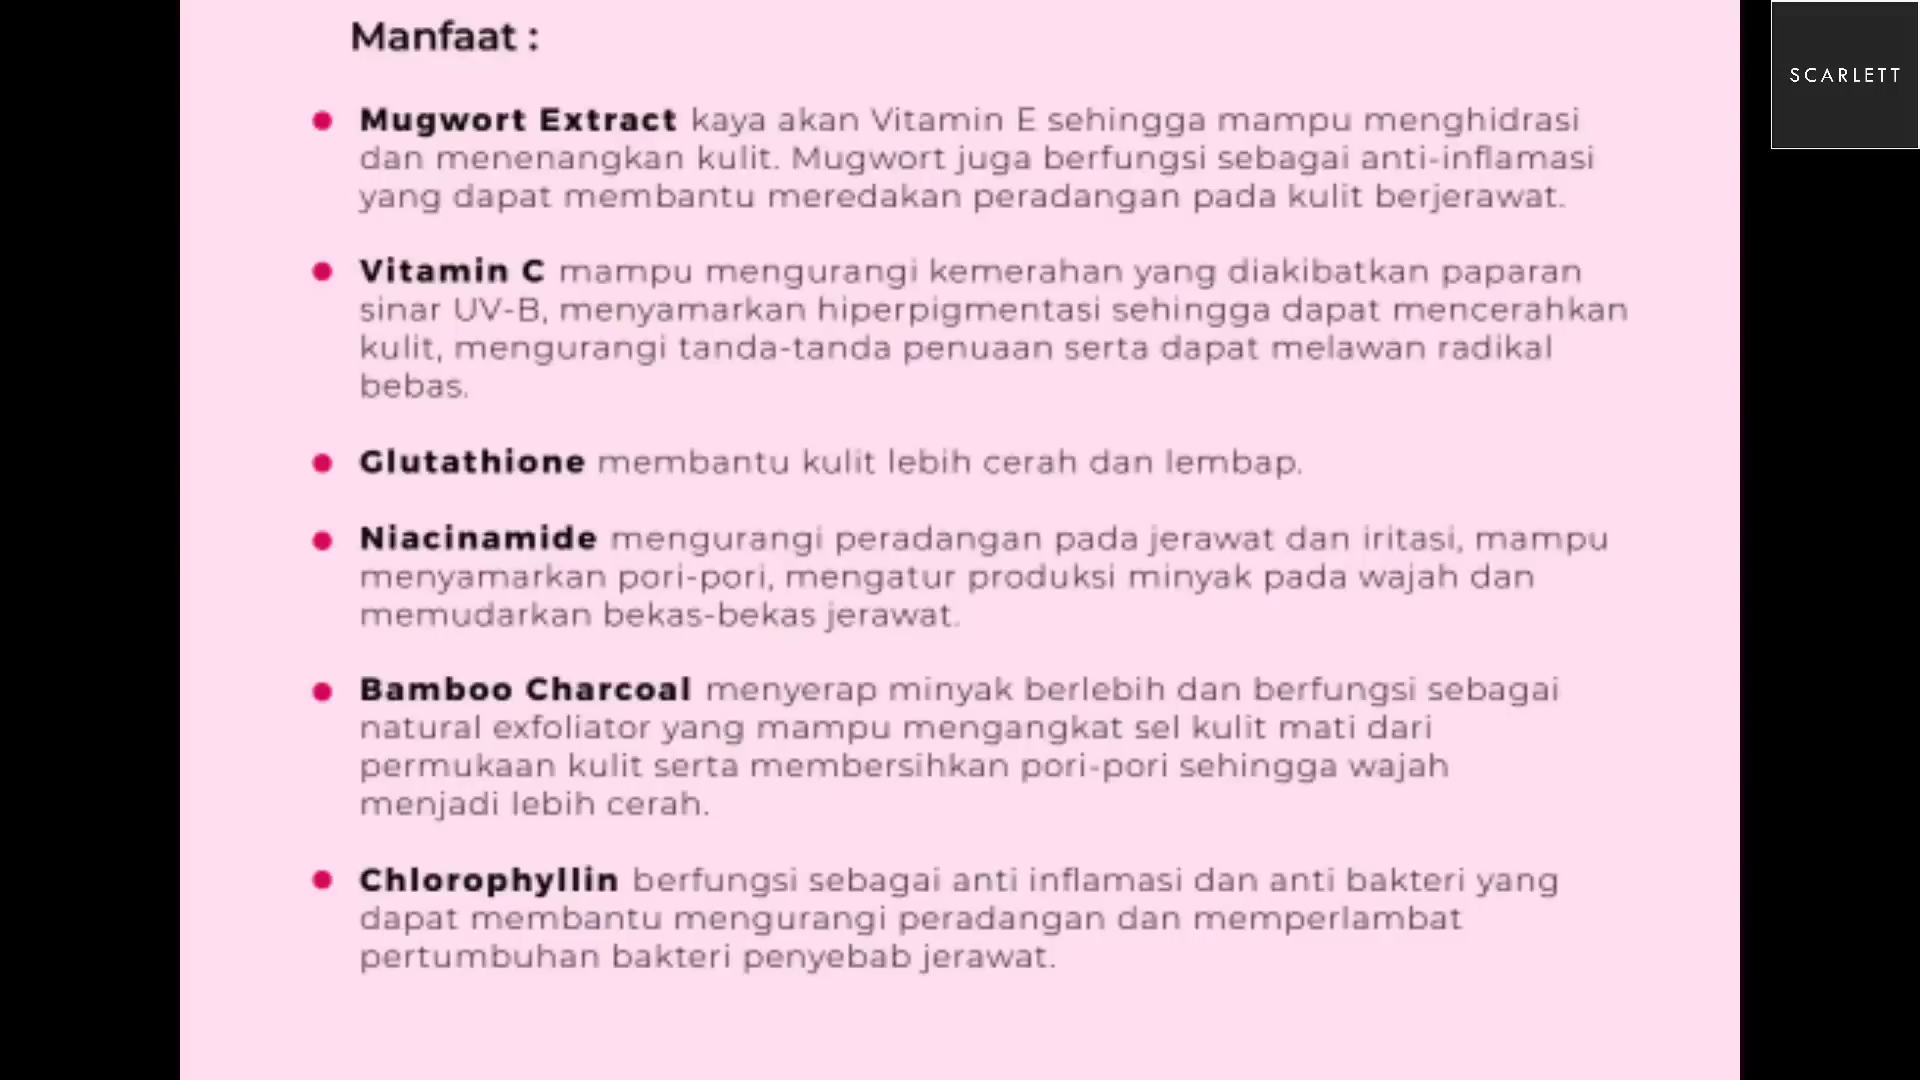 Manfaat :
SCARLETT
Mugwort Extract kaya akan Vitamin E sehingga mampu menghidrasi
dan menenangkan kulit. Mugwort juga berfungsi sebagai anti-inflamasi
yang dapat membantu meredakan peradangan pada kulit berjerawat.
Vitamin C mampu mengurangi kemerahan yang diakibatkan paparan
sinar UV-B, menyamarkan hiperpigmentasi sehingga dapat mencerahkan
kulit, mengurangi tanda-tanda penuaan serta dapat melawan radikal
bebas.
Glutathione membantu kulit lebih cerah dan lembap.
Niacinamide mengurangi peradangan pada jerawat dan iritasi, mampu
menyamarkan pori-pori, mengatur produksi minyak pada wajah dan
memudarkan bekas-bekas jerawat.
Bamboo Charcoal menyerap minyak berlebih dan berfungsi sebagai
natural exfoliator yang mampu mengangkat sel kulit mati dari
permukaan kulit serta membersihkan pori-pori sehingga wajah
menjadi lebih cerah.
Chlorophyllin berfungsi sebagai anti inflamasi dan anti bakteri yang
dapat membantu mengurangi peradangan dan memperlambat
pertumbuhan bakteri penyebab jerawat.